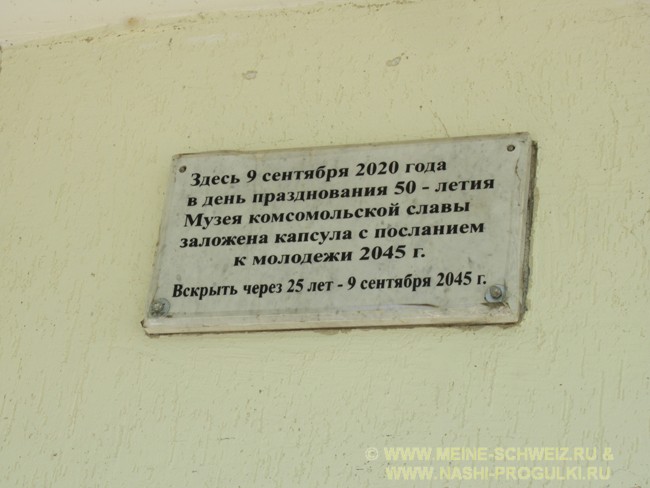 Здесь 9 сентября 2020 года
в день празднования 50 - летия
Музея комсомольской славы
заложена капсула с посланием
к молодежи 2045 г.
Вскрыть через 25 лет - 9 сентября 2045 г.
© WWW.MEINE-SCHWEIZ.RU &
WWW.NASHI-PROGULKI.RU